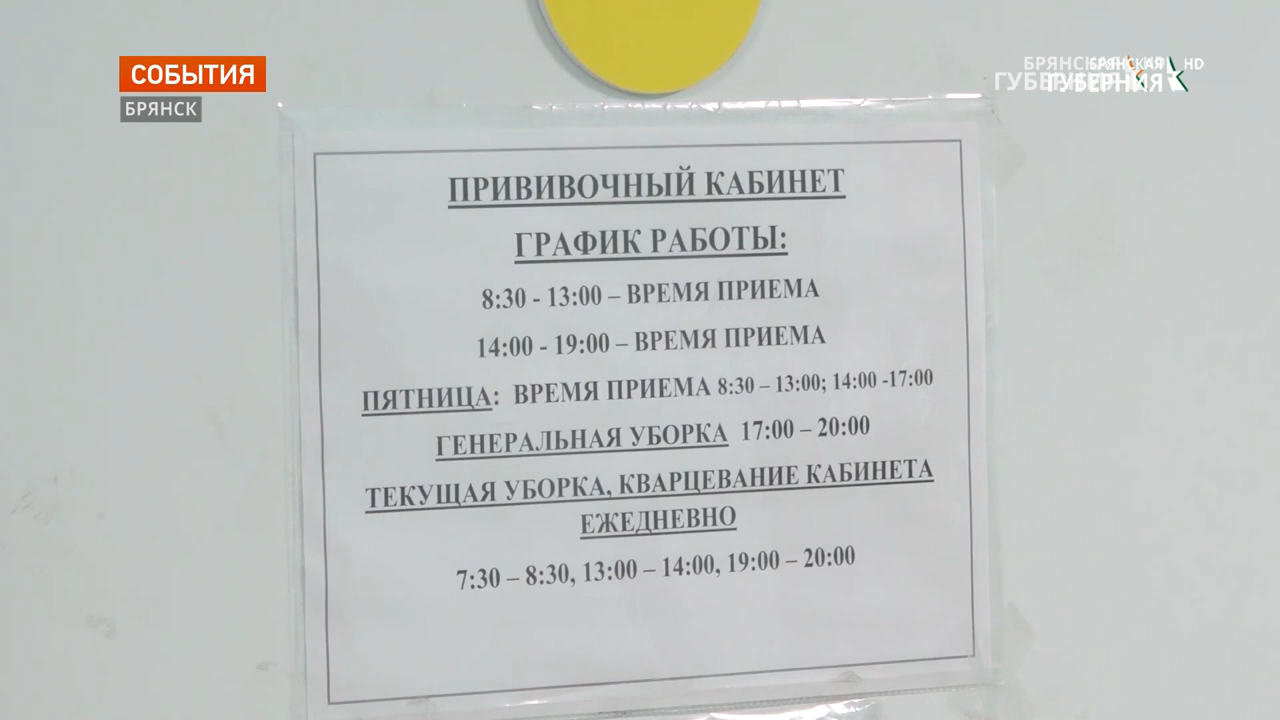 СОБЫТИЯ
БРЯНСК
БРЯНСКАЯ HD
ГУБЕРНИЯ
ПРИВИВОЧНЫЙ КАБИНЕТ
ГРАФИК РАБОТЫ:
8:30 - 13:00 – ВРЕМЯ ПРИЕМА
14:00 - 19:00 – ВРЕМЯ ПРИЕМА
ПЯТНИЦА: ВРЕМЯ ПРИЕМА 8:30 – 13:00; 14:00 -17:00
ГЕНЕРАЛЬНАЯ УБОРКА 17:00 – 20:00
ТЕКУЩАЯ УБОРКА, КВАРЦЕВАНИЕ КАБИНЕТА
ЕЖЕДНЕВНО
7:30 – 8:30, 13:00 – 14:00, 19:00 – 20:00